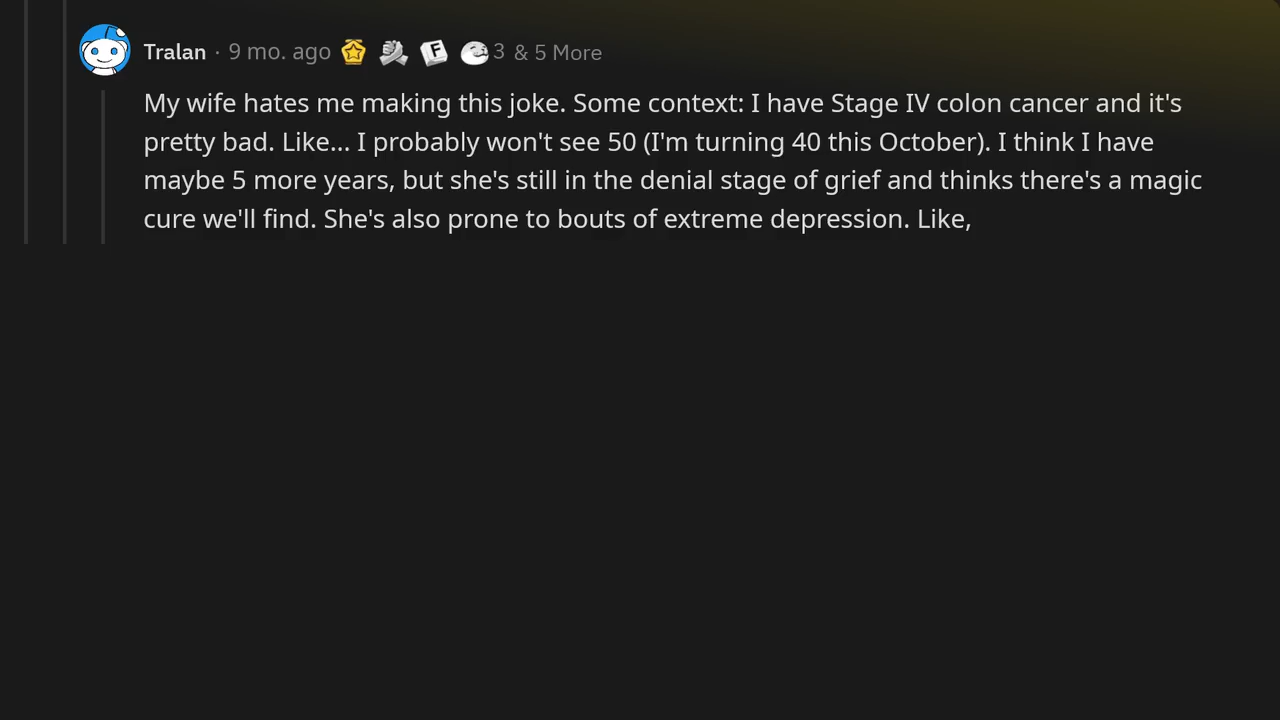 Tralan · 9 mo. ago 3 & 5 More
My wife hates me making this joke. Some context: I have Stage IV colon cancer and it's
pretty bad. Like... I probably won't see 50 (I'm turning 40 this October). I think I have
maybe 5 more years, but she's still in the denial stage of grief and thinks there's a magic
cure we'll find. She's also prone to bouts of extreme depression. Like,